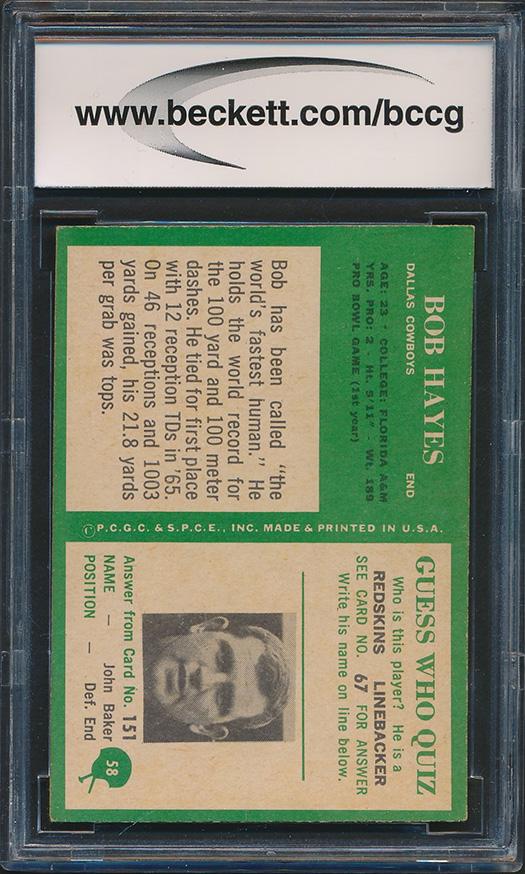 www.beckett.com/bccg
BOB HAYES
DALLAS COWBOYS END
AGE: 23 - COLLEGE: FLORIDA A&M
YRS. PRO: 2 - Ht. 5'11" - Wt. 189
PRO BOWL GAME (1st year)
Bob has been called "the
world's fastest human." He
holds the world record for
the 100 yard and 100 meter
dashes. He tied for first place
with 12 reception TDs in '65.
On 46 receptions and 1003
yards gained, his 21.8 yards
per grab was tops.
©P.C.G.C. & S.P.C.E., INC. MADE & PRINTED IN U.S.A.
GUESS WHO QUIZ
Who is this player? He is a
REDSKINS LINEBACKER
SEE CARD NO. 67 FOR ANSWER
Write his name on line below.
Answer from Card No. 151
NAME — John Baker
POSITION — Def. End
58